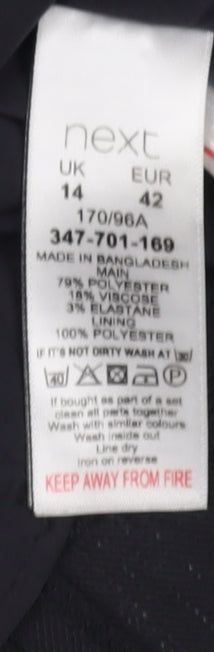 next
UK EUR
14 42
170/96A
347-701-169
MADE IN BANGLADESH
MAIN
79% POLYESTER
18% VISCOSE
3% ELASTANE
LINING
100% POLYESTER
IF IT'S NOT DIRTY WASH AT 30
40 P
If bought as part of a set
clean all parts together
Wash with similar colours
Wash inside out
Line dry
Iron on reverse
KEEP AWAY FROM FIRE